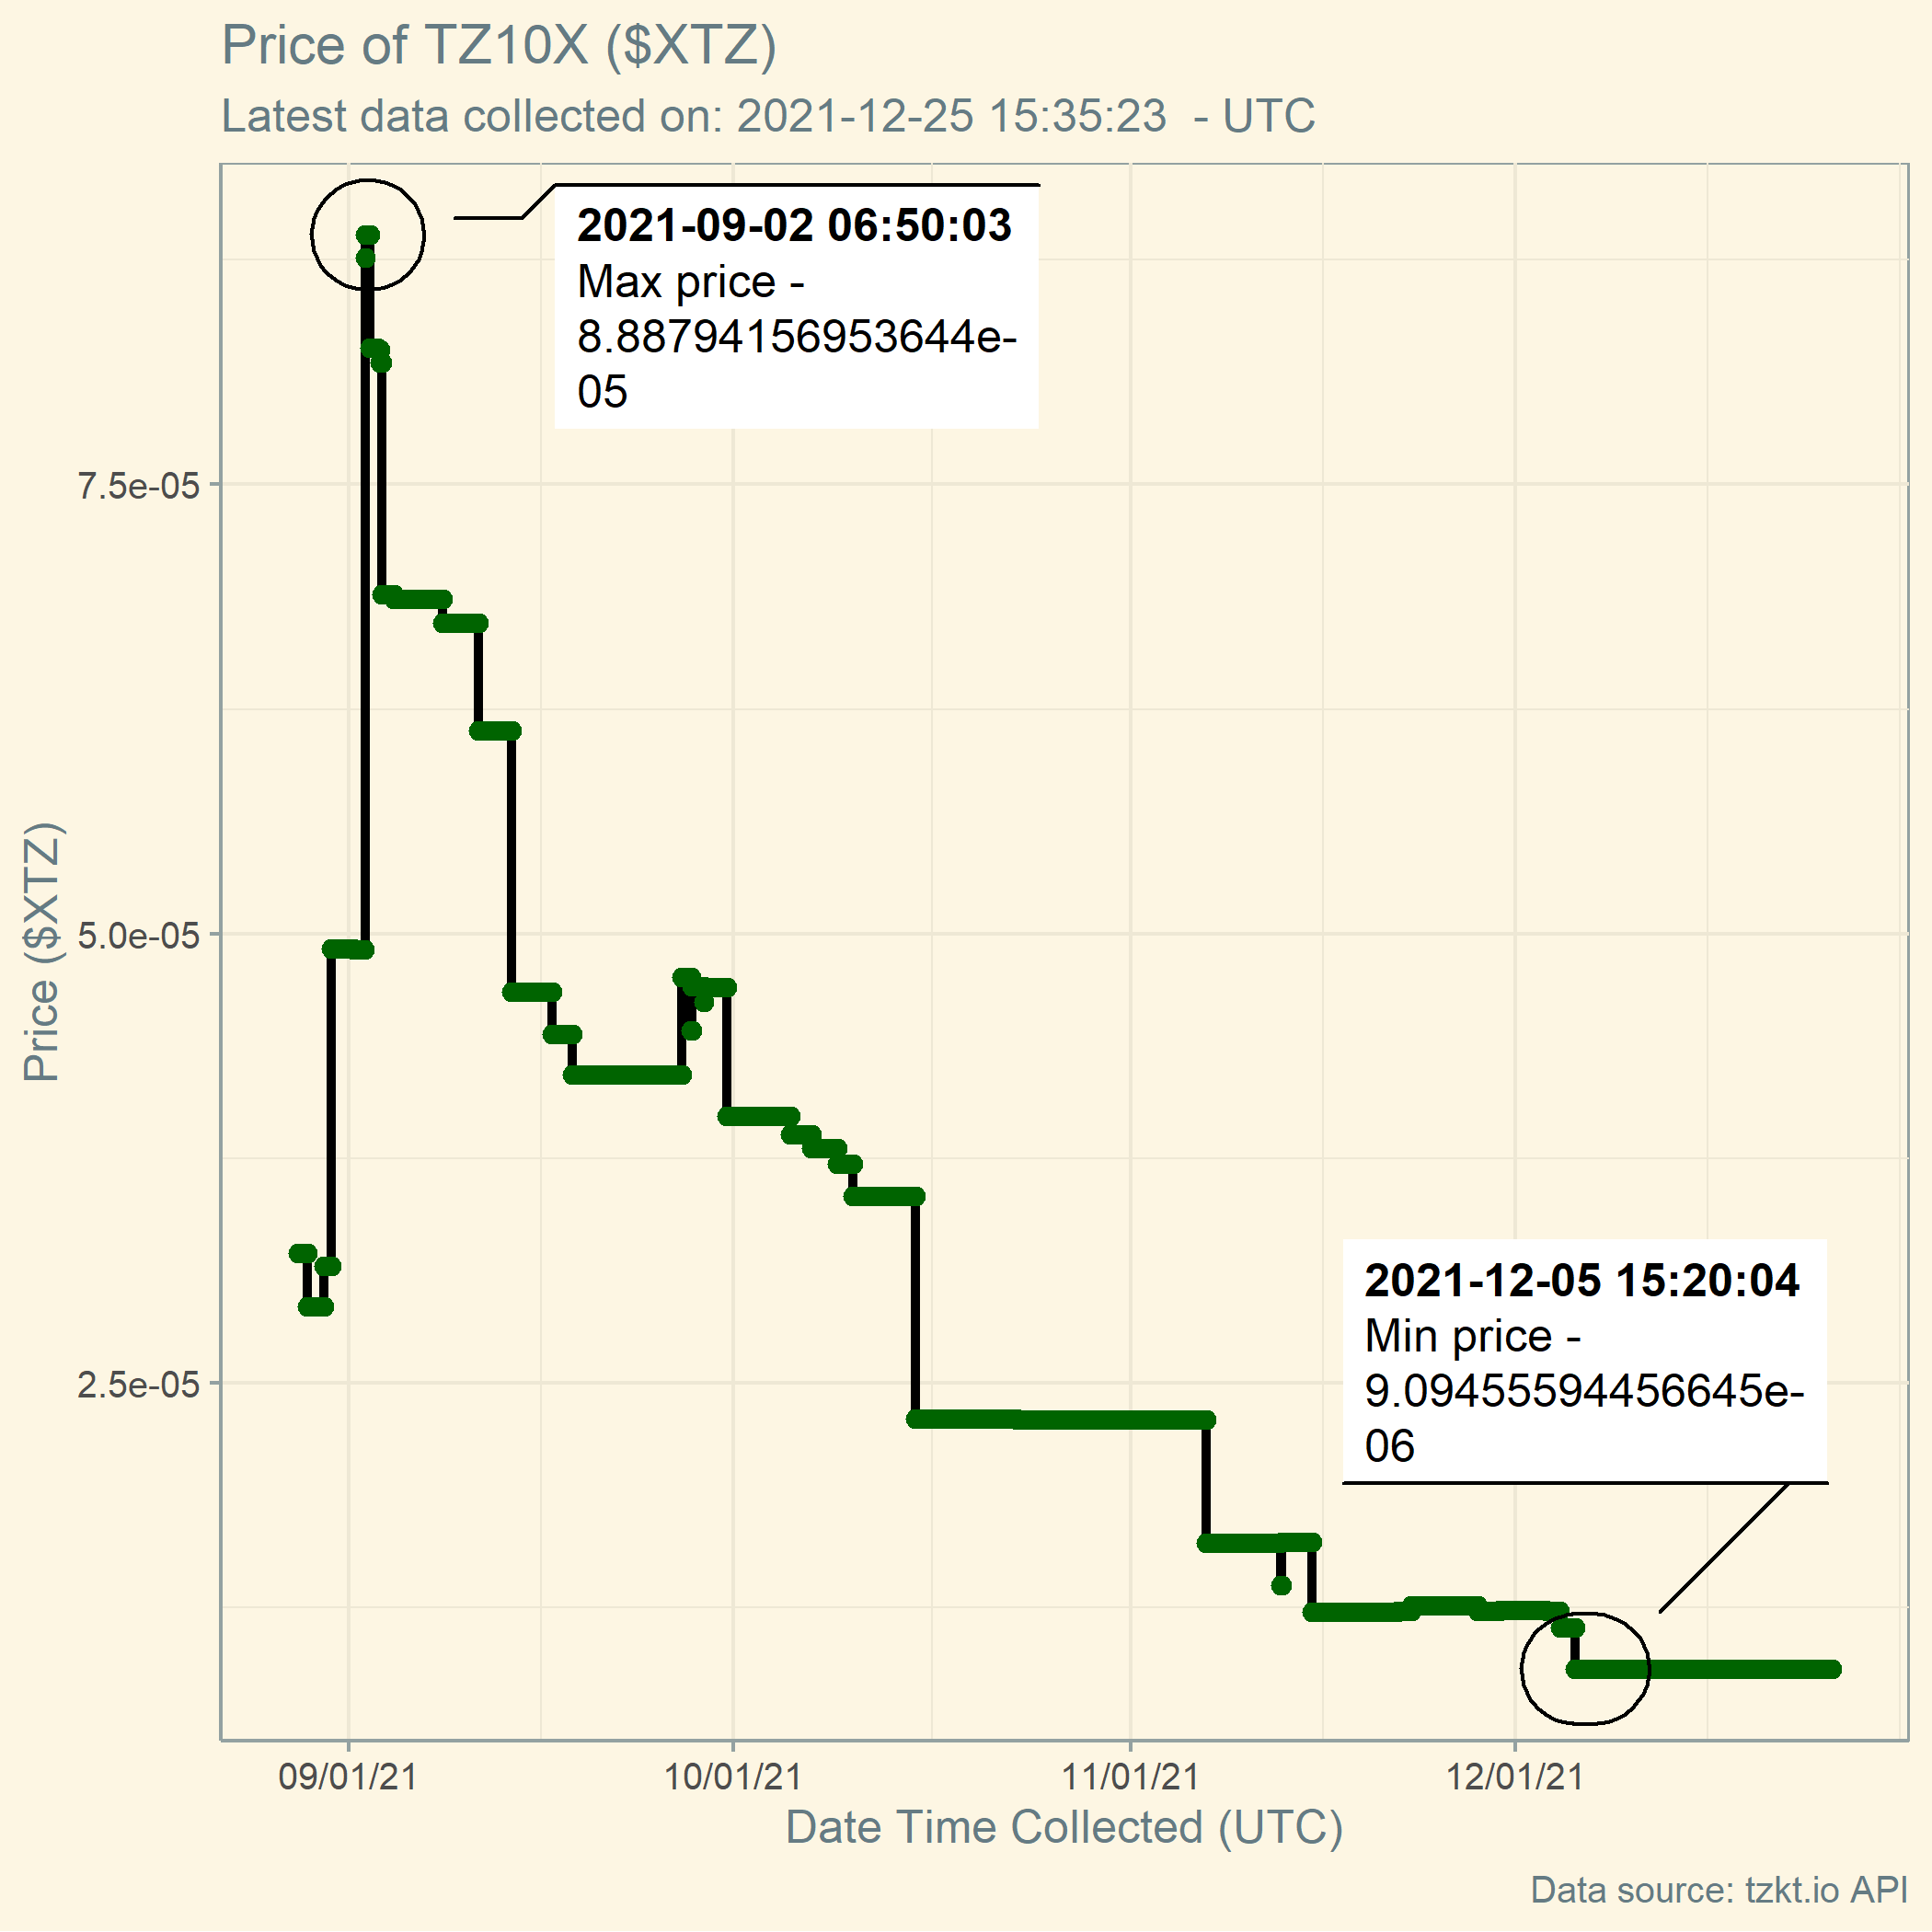 Price of TZ10X ($XTZ)
Latest data collected on: 2021-12-25 15:35:23  - UTC
2021-09-02 06:50:03
Max price -
8.88794156953644e-
05
7.5e-05
5.0e-05
2.5e-05
Price ($XTZ)
2021-12-05 15:20:04
Min price -
9.09455594456645e-
06
09/01/21
10/01/21
11/01/21
12/01/21
Date Time Collected (UTC)
Data source: tzkt.io API